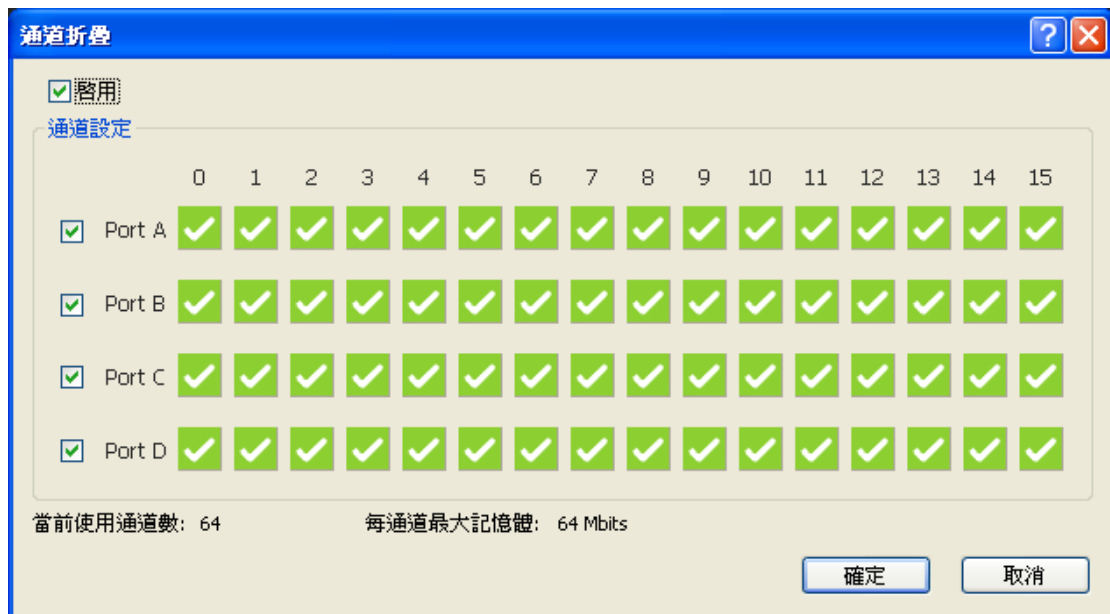 通道折疊
啓用
通道設定
0 1 2 3 4 5 6 7 8 9 10 11 12 13 14 15
Port A
Port B
Port C
Port D
當前使用通道數: 64 每通道最大記憶體: 64 Mbits
確定 取消